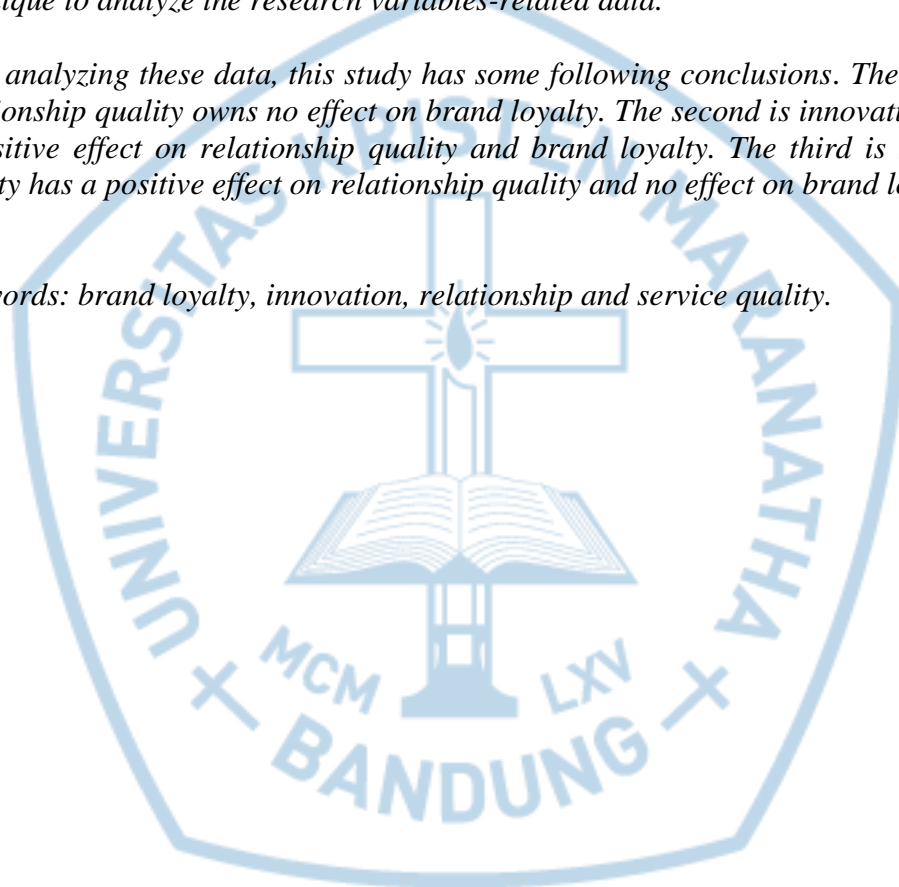 ique to analyze the research variables-related data.
analyzing these data, this study has some following conclusions. The
ionship quality owns no effect on brand loyalty. The second is innovati
sitive effect on relationship quality and brand loyalty. The third is
ty has a positive effect on relationship quality and no effect on brand l
words: brand loyalty, innovation, relationship and service quality.
UNIVERSITAS KRISTEN MARANATHA
MCM LXV
BANDUNG